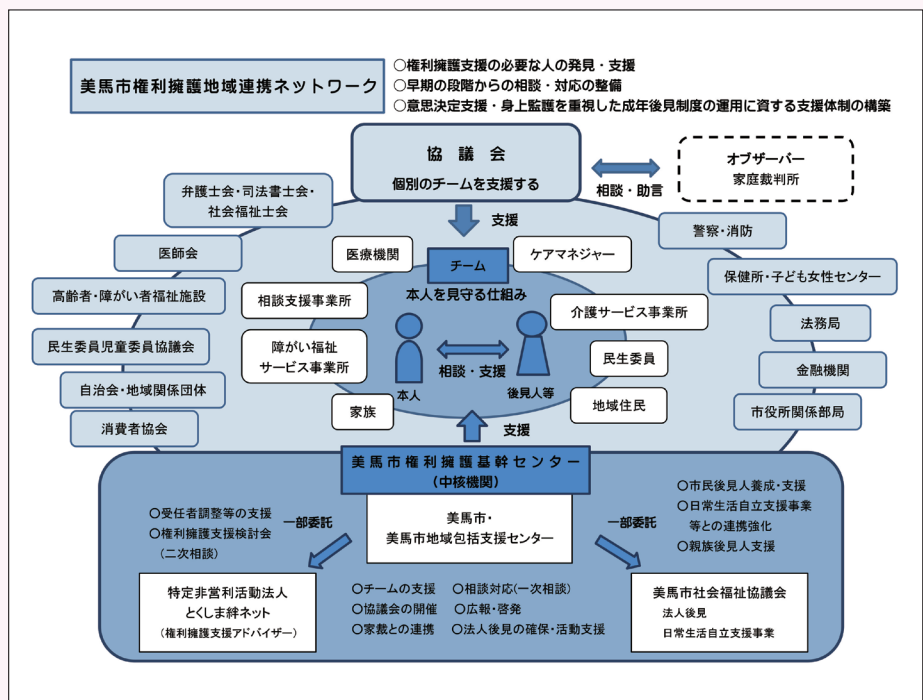 美馬市権利擁護地域連携ネットワーク
○権利擁護支援の必要な人の発見・支援
○早期の段階からの相談・対応の整備
○意思決定支援・身上監護を重視した成年後見制度の運用に資する支援体制の構築
協議会
個別のチームを支援する
相談・助言
オブザーバー
家庭裁判所
支援
弁護士会・司法書士会・
社会福祉士会
医師会
高齢者・障がい者福祉施設
民生委員児童委員協議会
自治会・地域関係団体
消費者協会
警察・消防
保健所・子ども女性センター
法務局
金融機関
市役所関係部局
チーム
本人を見守る仕組み
医療機関
ケアマネジャー
相談支援事業所
介護サービス事業所
障がい福祉
サービス事業所
民生委員
家族
地域住民
本人
相談・支援
後見人等
支援
美馬市権利擁護基幹センター
（中核機関）
美馬市・
美馬市地域包括支援センター
○受任者調整等の支援
○権利擁護支援検討会
(二次相談)
一部委託
一部委託
○市民後見人養成・支援
○日常生活自立支援事業
等との連携強化
○親族後見人支援
特定非営利活動法人
とくしま絆ネット
(権利擁護支援アドバイザー)
○チームの支援
○協議会の開催
○家裁との連携
○相談対応(一次相談)
○広報・啓発
○法人後見の確保・活動支援
美馬市社会福祉協議会
法人後見
日常生活自立支援事業